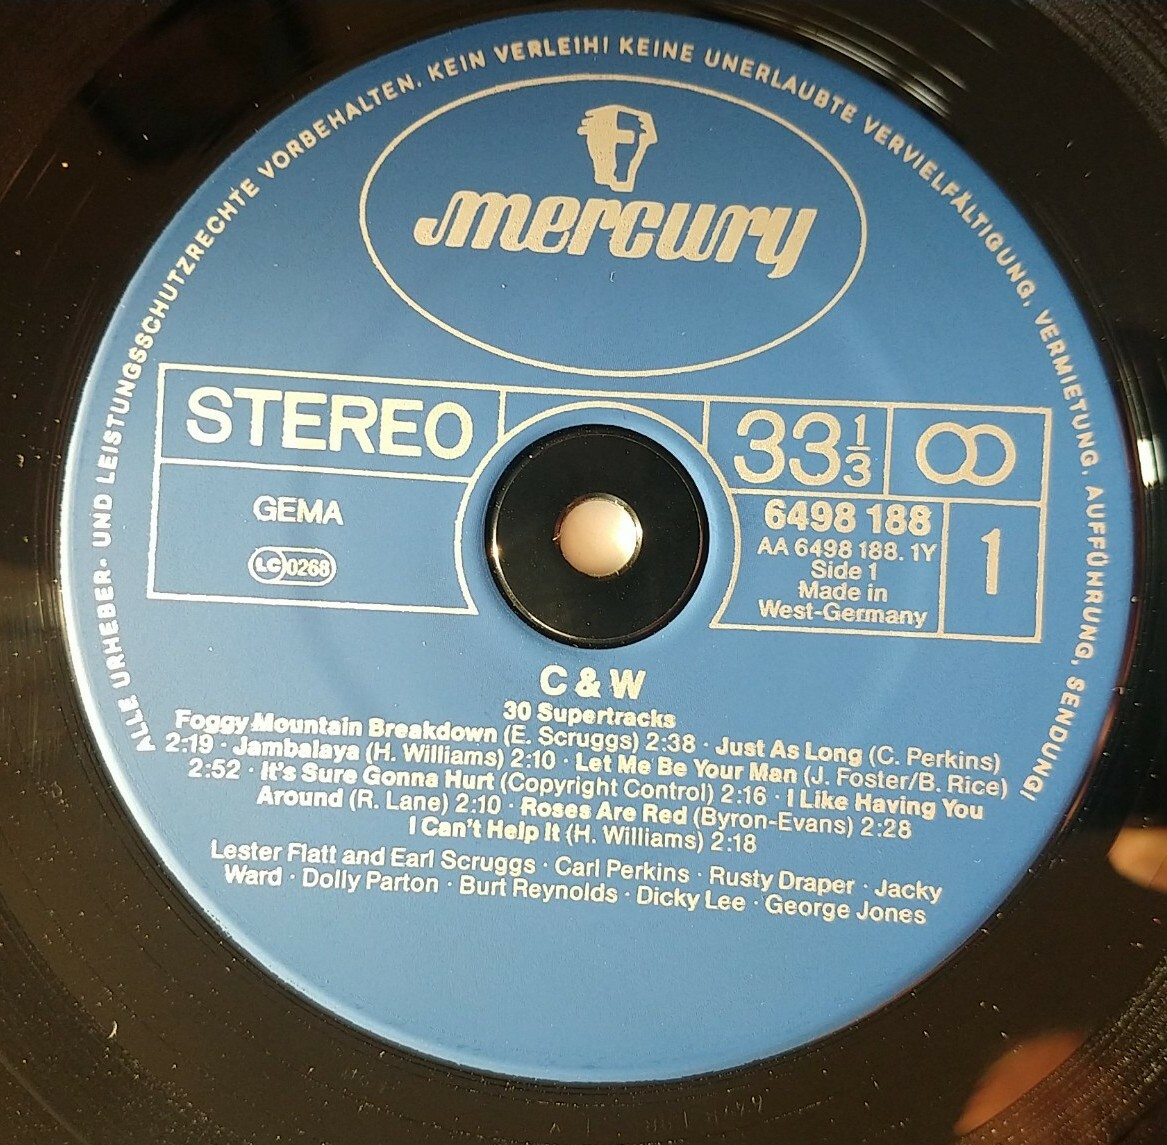 ALLE URHEBER- UND LEISTUNGSSCHUTZRECHTE VORBEHALTEN. KEIN VERLEIH! KEINE UNERLAUBTE VERVIELFÄLTIGUNG, VERMIETUNG, AUFFÜHRUNG, SENDUNG!
mercury
STEREO
33 1/3
GEMA
LC 0268
6498 188
AA 6498 188. 1Y
Side 1
Made in
West-Germany
1
C & W
30 Supertracks
Foggy Mountain Breakdown (E. Scruggs) 2:38 · Just As Long (C. Perkins)
2:19 · Jambalaya (H. Williams) 2:10 · Let Me Be Your Man (J. Foster/B. Rice)
2:52 · It's Sure Gonna Hurt (Copyright Control) 2:16 · I Like Having You
Around (R. Lane) 2:10 · Roses Are Red (Byron-Evans) 2:28
I Can't Help It (H. Williams) 2:18
Lester Flatt and Earl Scruggs · Carl Perkins · Rusty Draper · Jacky
Ward · Dolly Parton · Burt Reynolds · Dicky Lee · George Jones